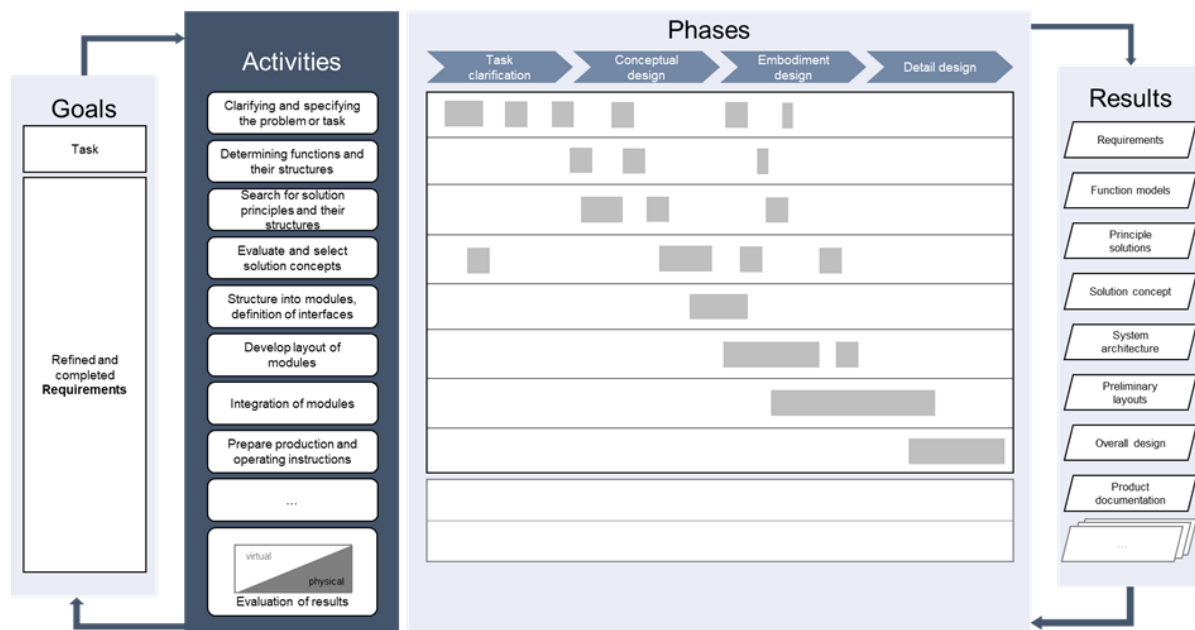 Goals
Task
Refined and
completed
Requirements
Activities
Clarifying and specifying
the problem or task
Determining functions and
their structures
Search for solution
principles and their
structures
Evaluate and select
solution concepts
Structure into modules,
definition of interfaces
Develop layout of
modules
Integration of modules
Prepare production and
operating instructions
...
virtual
physical
Evaluation of results
Phases
Task
clarification
Conceptual
design
Embodiment
design
Detail design
Results
Requirements
Function models
Principle
solutions
Solution concept
System
architecture
Preliminary
layouts
Overall design
Product
documentation
...